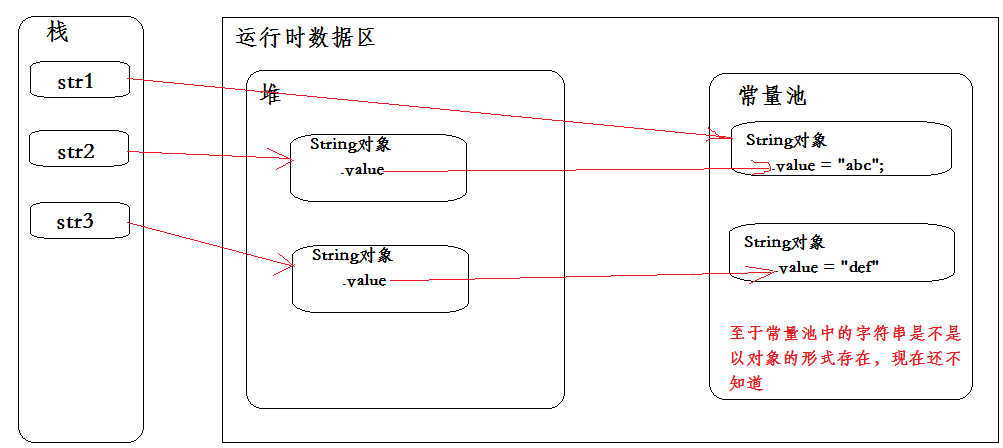 栈
str1
str2
str3
运行时数据区
堆
String对象
.value
String对象
.value
常量池
String对象
.value = "abc";
String对象
.value = "def"
至于常量池中的字符串是不是
以对象的形式存在，现在还不
知道